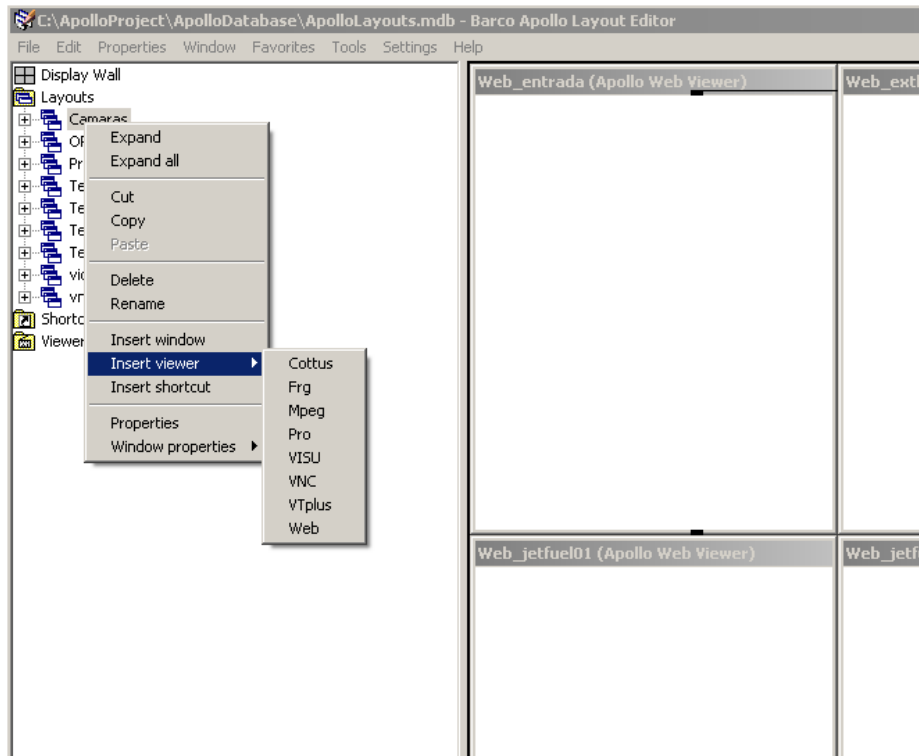 C:\ApolloProject\ApolloDatabase\ApolloLayouts.mdb - Barco Apollo Layout Editor
File Edit Properties Window Favorites Tools Settings Help
Display Wall
Layouts
Camaras
Expand
Expand all
Cut
Copy
Paste
Delete
Rename
Insert window
Insert viewer
Insert shortcut
Properties
Window properties
Cottus
Frg
Mpeg
Pro
VISU
VNC
VTplus
Web
Web_entrada (Apollo Web Viewer)
Web_jetfuel01 (Apollo Web Viewer)